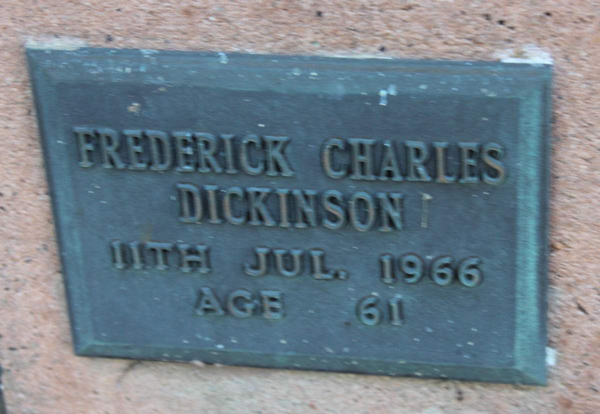 FREDERICK CHARLES
DICKINSON
11TH JUL. 1966
AGE 61